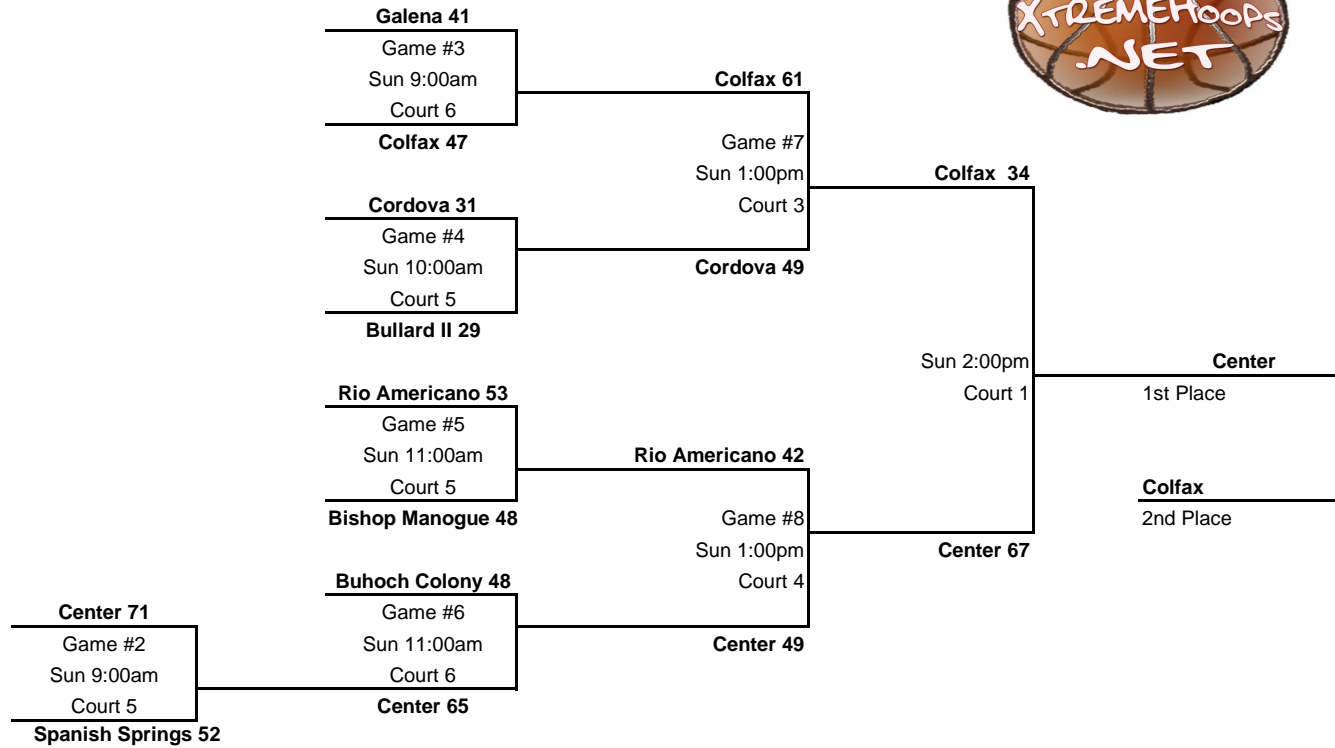 XTREMEHOOPS
.NET
Galena 41
Game #3
Sun 9:00am
Court 6
Colfax 47
Colfax 61
Game #7
Sun 1:00pm
Court 3
Cordova 49
Cordova 31
Game #4
Sun 10:00am
Court 5
Bullard II 29
Colfax 34
Sun 2:00pm
Court 1
Center 67
Center
1st Place
Colfax
2nd Place
Rio Americano 53
Game #5
Sun 11:00am
Court 5
Bishop Manogue 48
Rio Americano 42
Game #8
Sun 1:00pm
Court 4
Center 49
Buhoch Colony 48
Game #6
Sun 11:00am
Court 6
Center 65
Center 71
Game #2
Sun 9:00am
Court 5
Spanish Springs 52